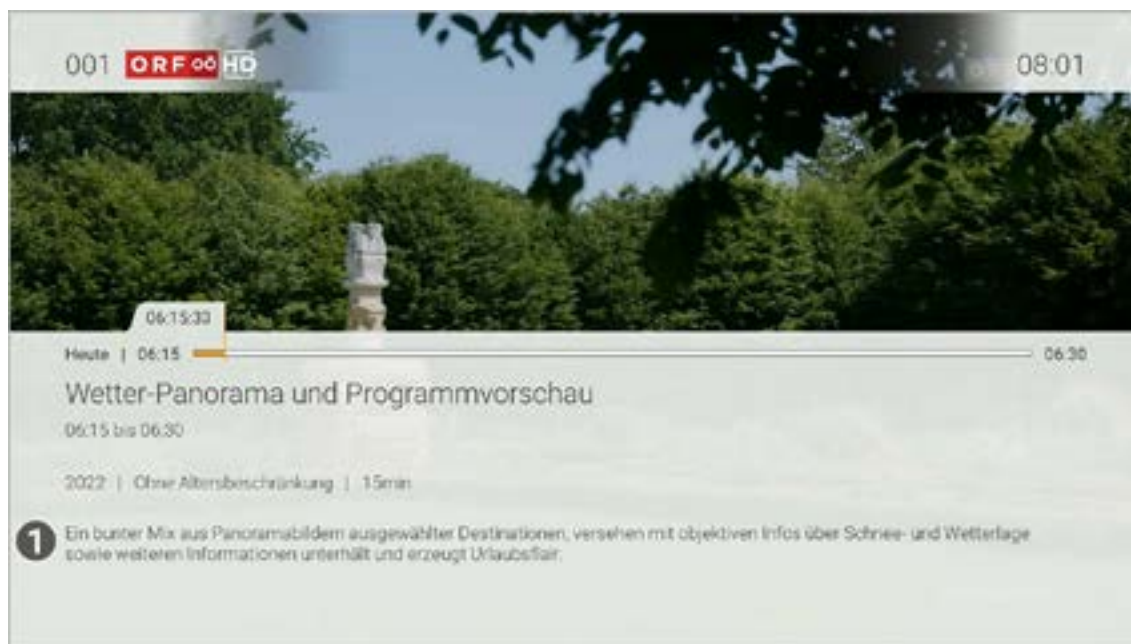 001 ORF oö HD
08:01
06:15:33
Heute | 06:15
06:30
Wetter-Panorama und Programmvorschau
06:15 bis 06:30
2022 | Ohne Altersbeschränkung | 15min
1 Ein bunter Mix aus Panoramabildern ausgewählter Destinationen, versehen mit objektiven Infos über Schnee- und Wetterlage
sowie weiteren Informationen unterhält und erzeugt Urlaubsflair.